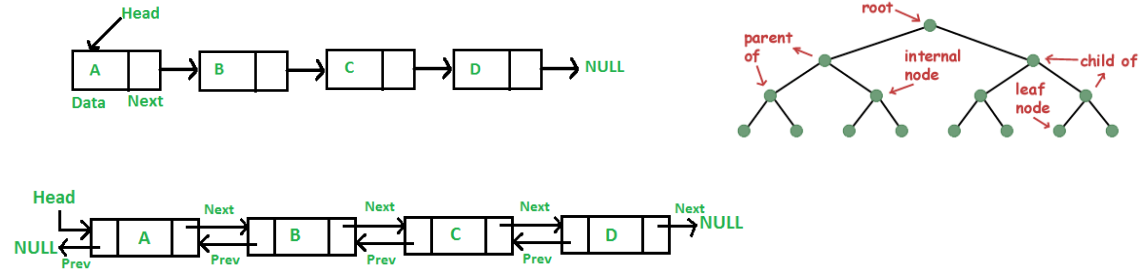 Head
A
B
C
D
NULL
Data
Next
root
parent
of
internal
node
child of
leaf
node
Head
Next
Next
Next
Next
NULL
A
B
C
D
NULL
Prev
Prev
Prev
Prev